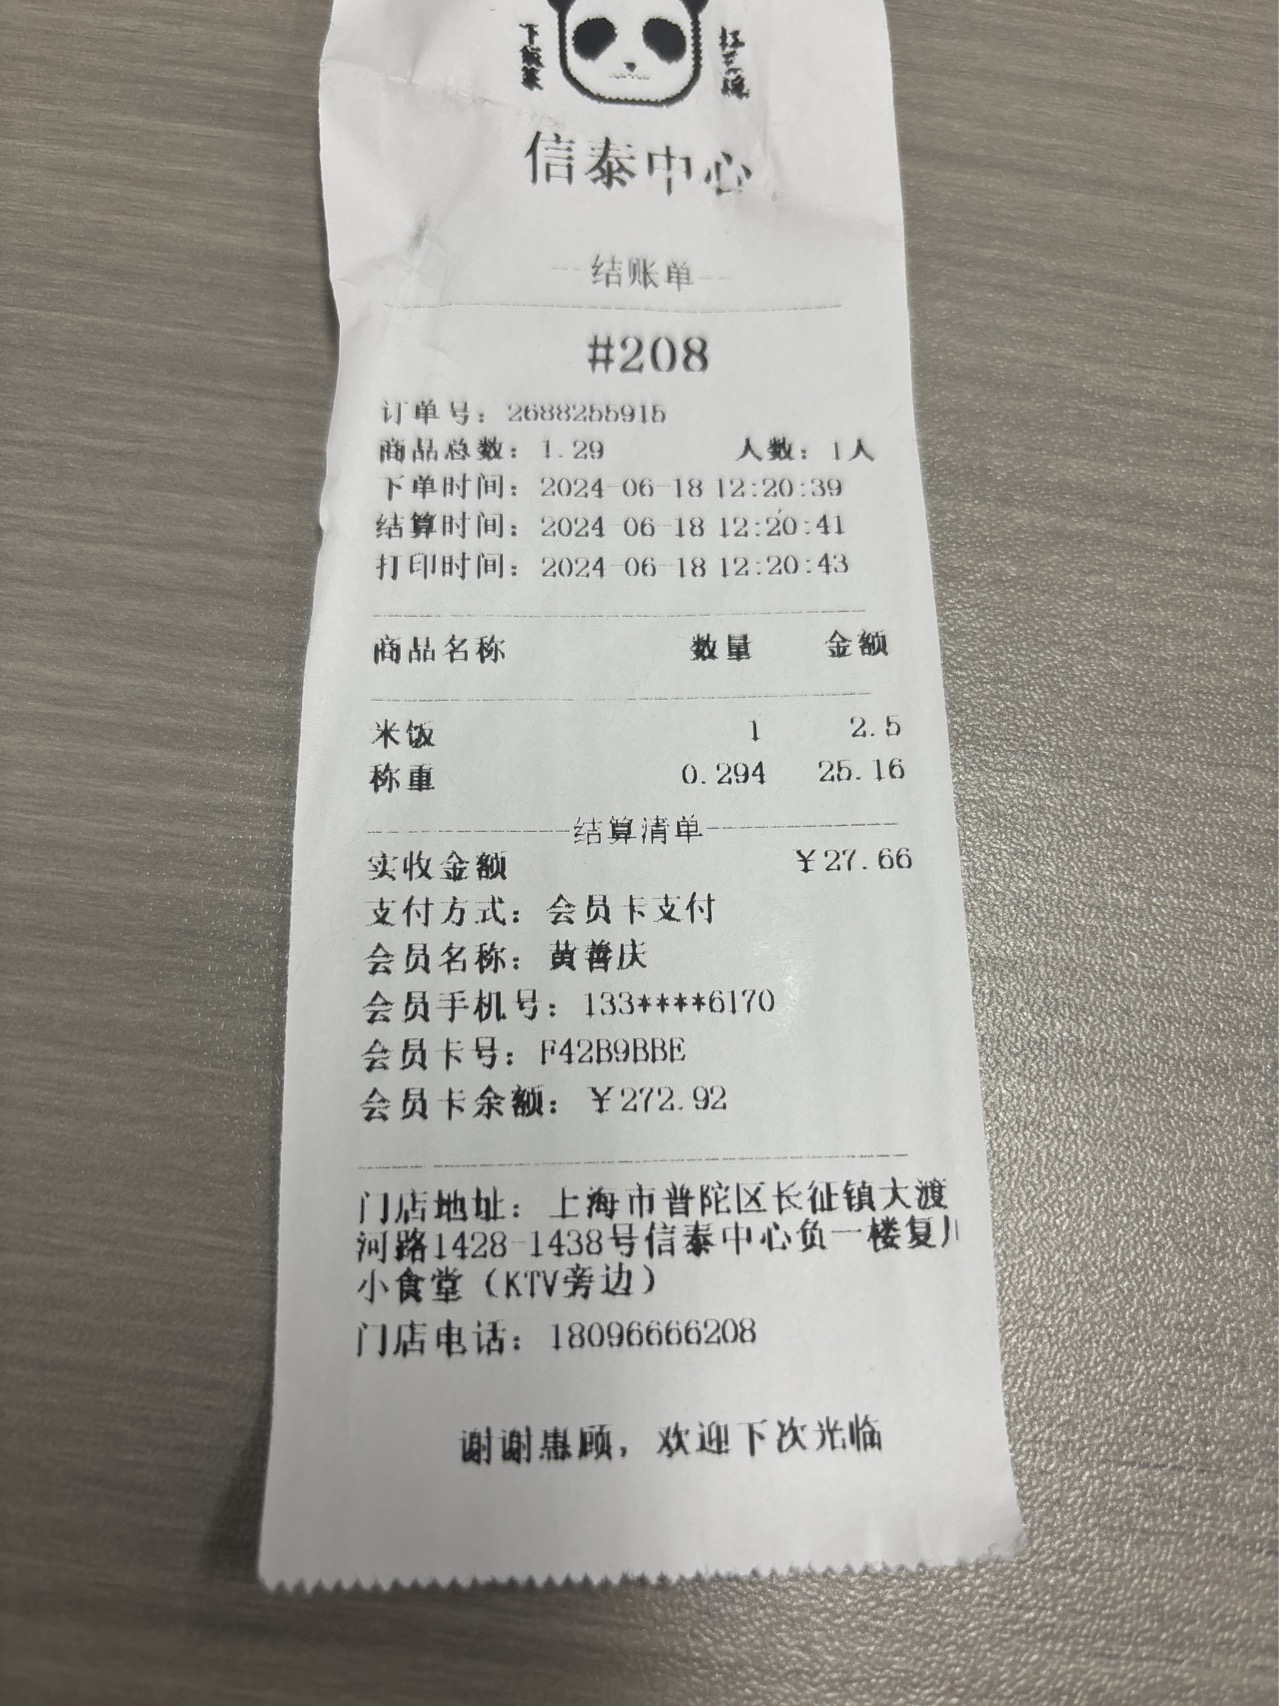 下饭菜
江三滋
信泰中心
结账单
#208
订单号：2688255915
商品总数：1.29 人数：1人
下单时间：2024-06-18 12:20:39
结算时间：2024-06-18 12:20:41
打印时间：2024-06-18 12:20:43
商品名称 数量 金额
米饭 1 2.5
称重 0.294 25.16
结算清单
实收金额 ￥27.66
支付方式：会员卡支付
会员名称：黄善庆
会员手机号：133****6170
会员卡号：F42B9BBE
会员卡余额：￥272.92
门店地址：上海市普陀区长征镇大渡
河路1428-1438号信泰中心负一楼复川
小食堂（KTV旁边）
门店电话：18096666208
谢谢惠顾，欢迎下次光临